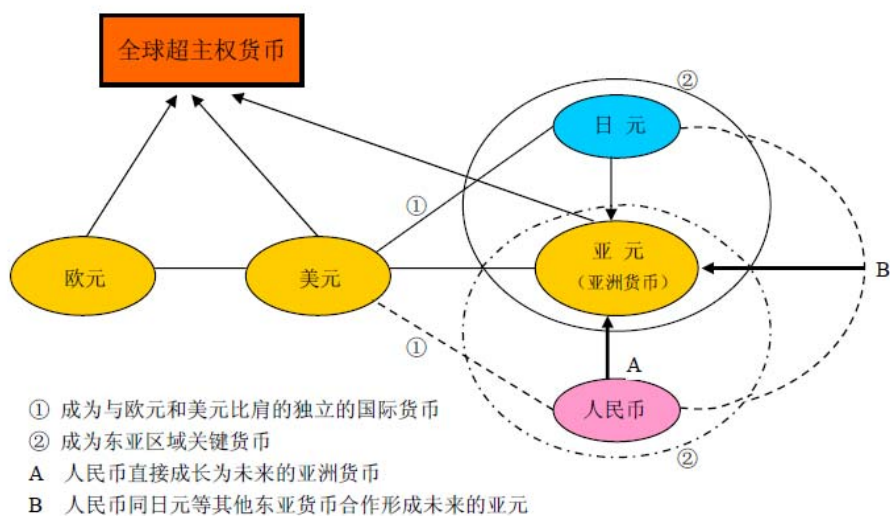 全球超主权货币
②
日 元
①
亚 元
（亚洲货币）
欧元
美元
B
①
A
人民币
②
① 成为与欧元和美元比肩的独立的国际货币
② 成为东亚区域关键货币
A 人民币直接成长为未来的亚洲货币
B 人民币同日元等其他东亚货币合作形成未来的亚元